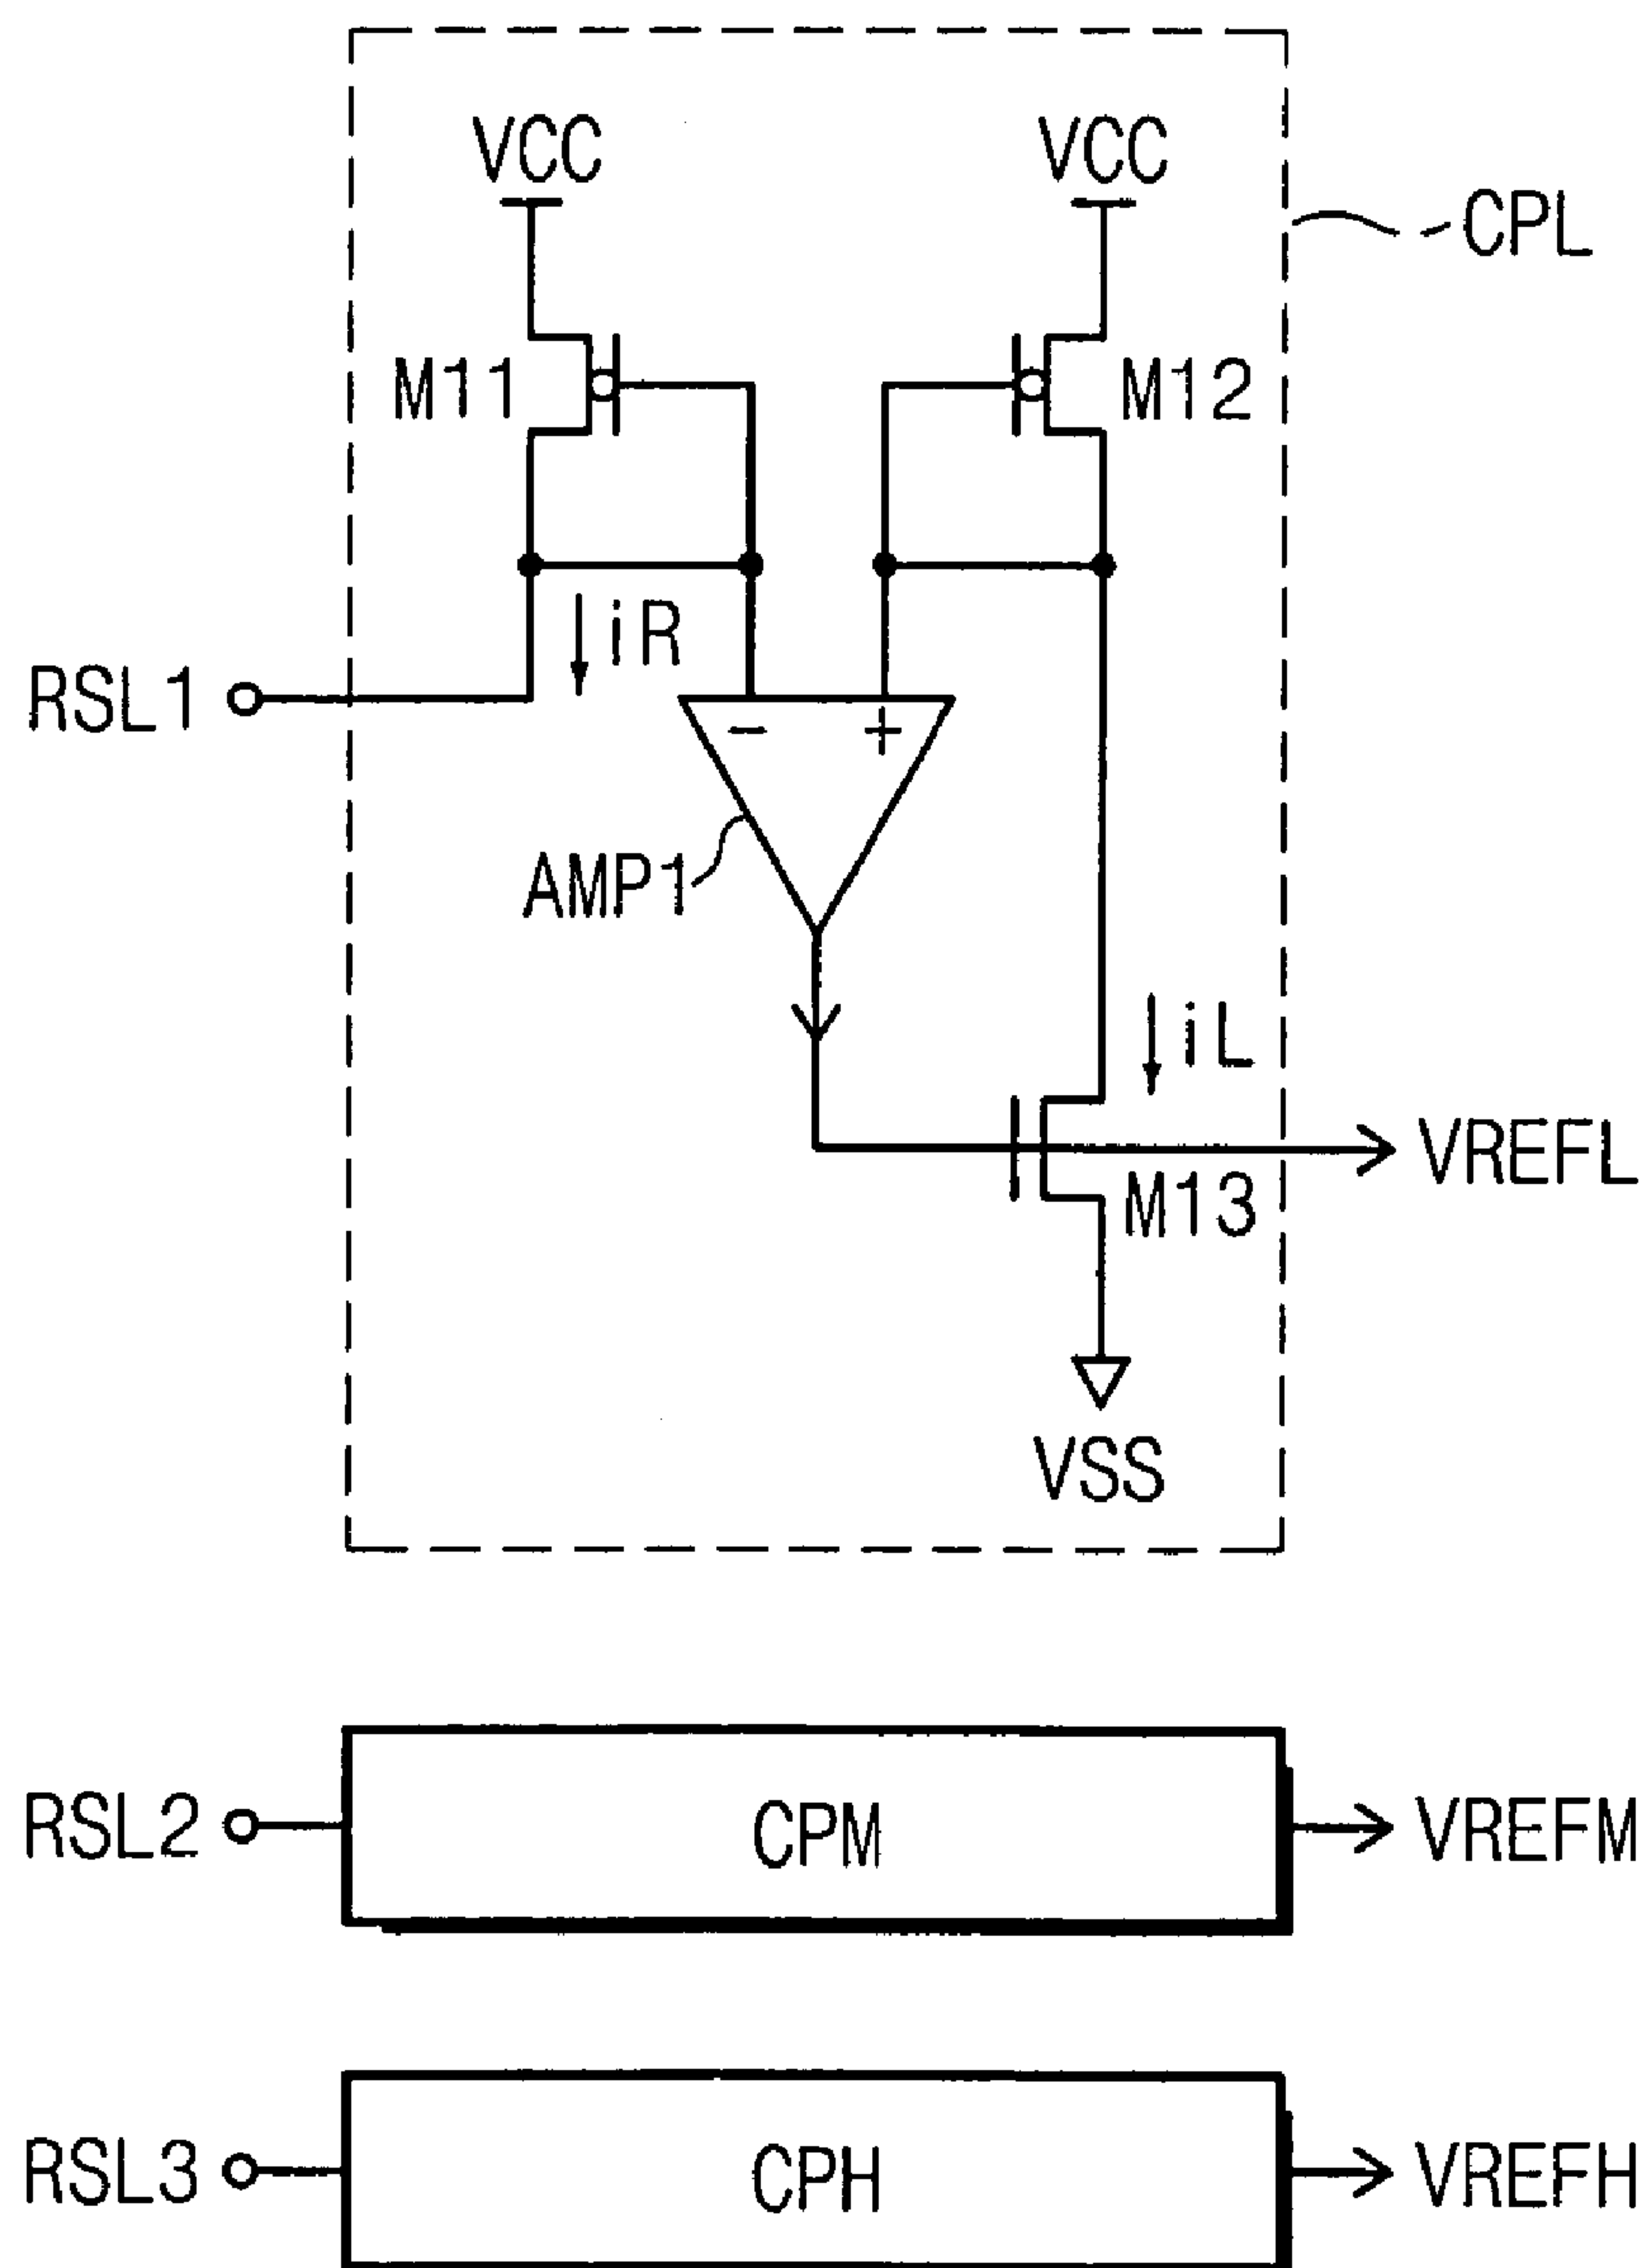 VCC
VCC
CPL
M11
M12
iR
RSL1
-
+
AMP1
iL
VREFL
M13
VSS
RSL2
CPM
VREFM
RSL3
CPH
VREFH